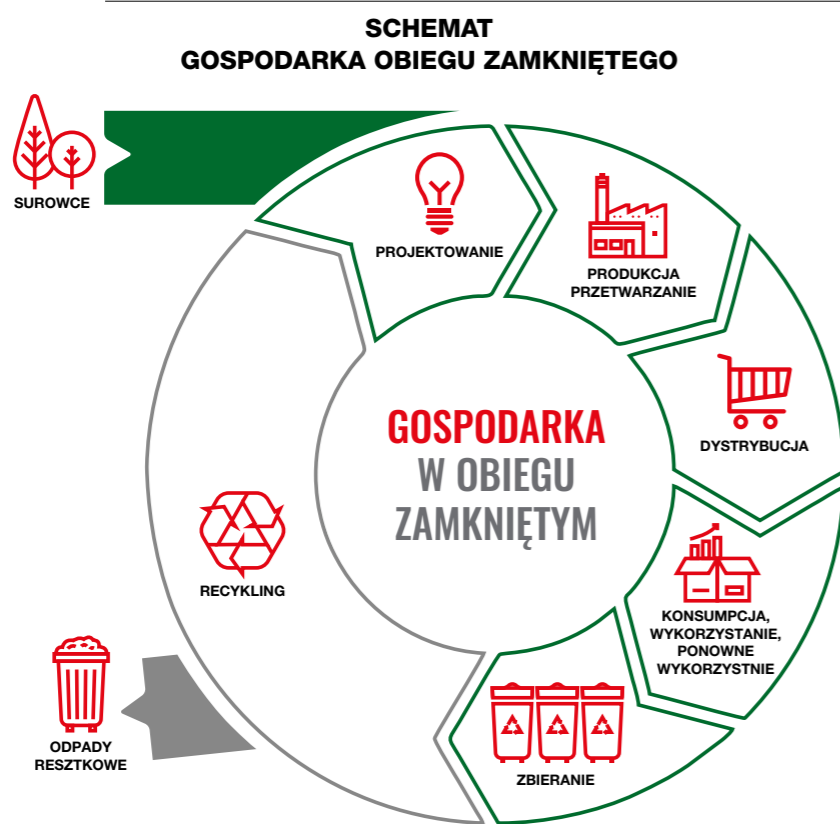 SCHEMAT
GOSPODARKA OBIEGU ZAMKNIĘTEGO
SUROWCE
PROJEKTOWANIE
PRODUKCJA
PRZETWARZANIE
DYSTRYBUCJA
GOSPODARKA
W OBIEGU
ZAMKNIĘTYM
RECYKLING
KONSUMPCJA,
WYKORZYSTANIE,
PONOWNE
WYKORZYSTNIE
ODPADY
RESZTKOWE
ZBIERANIE